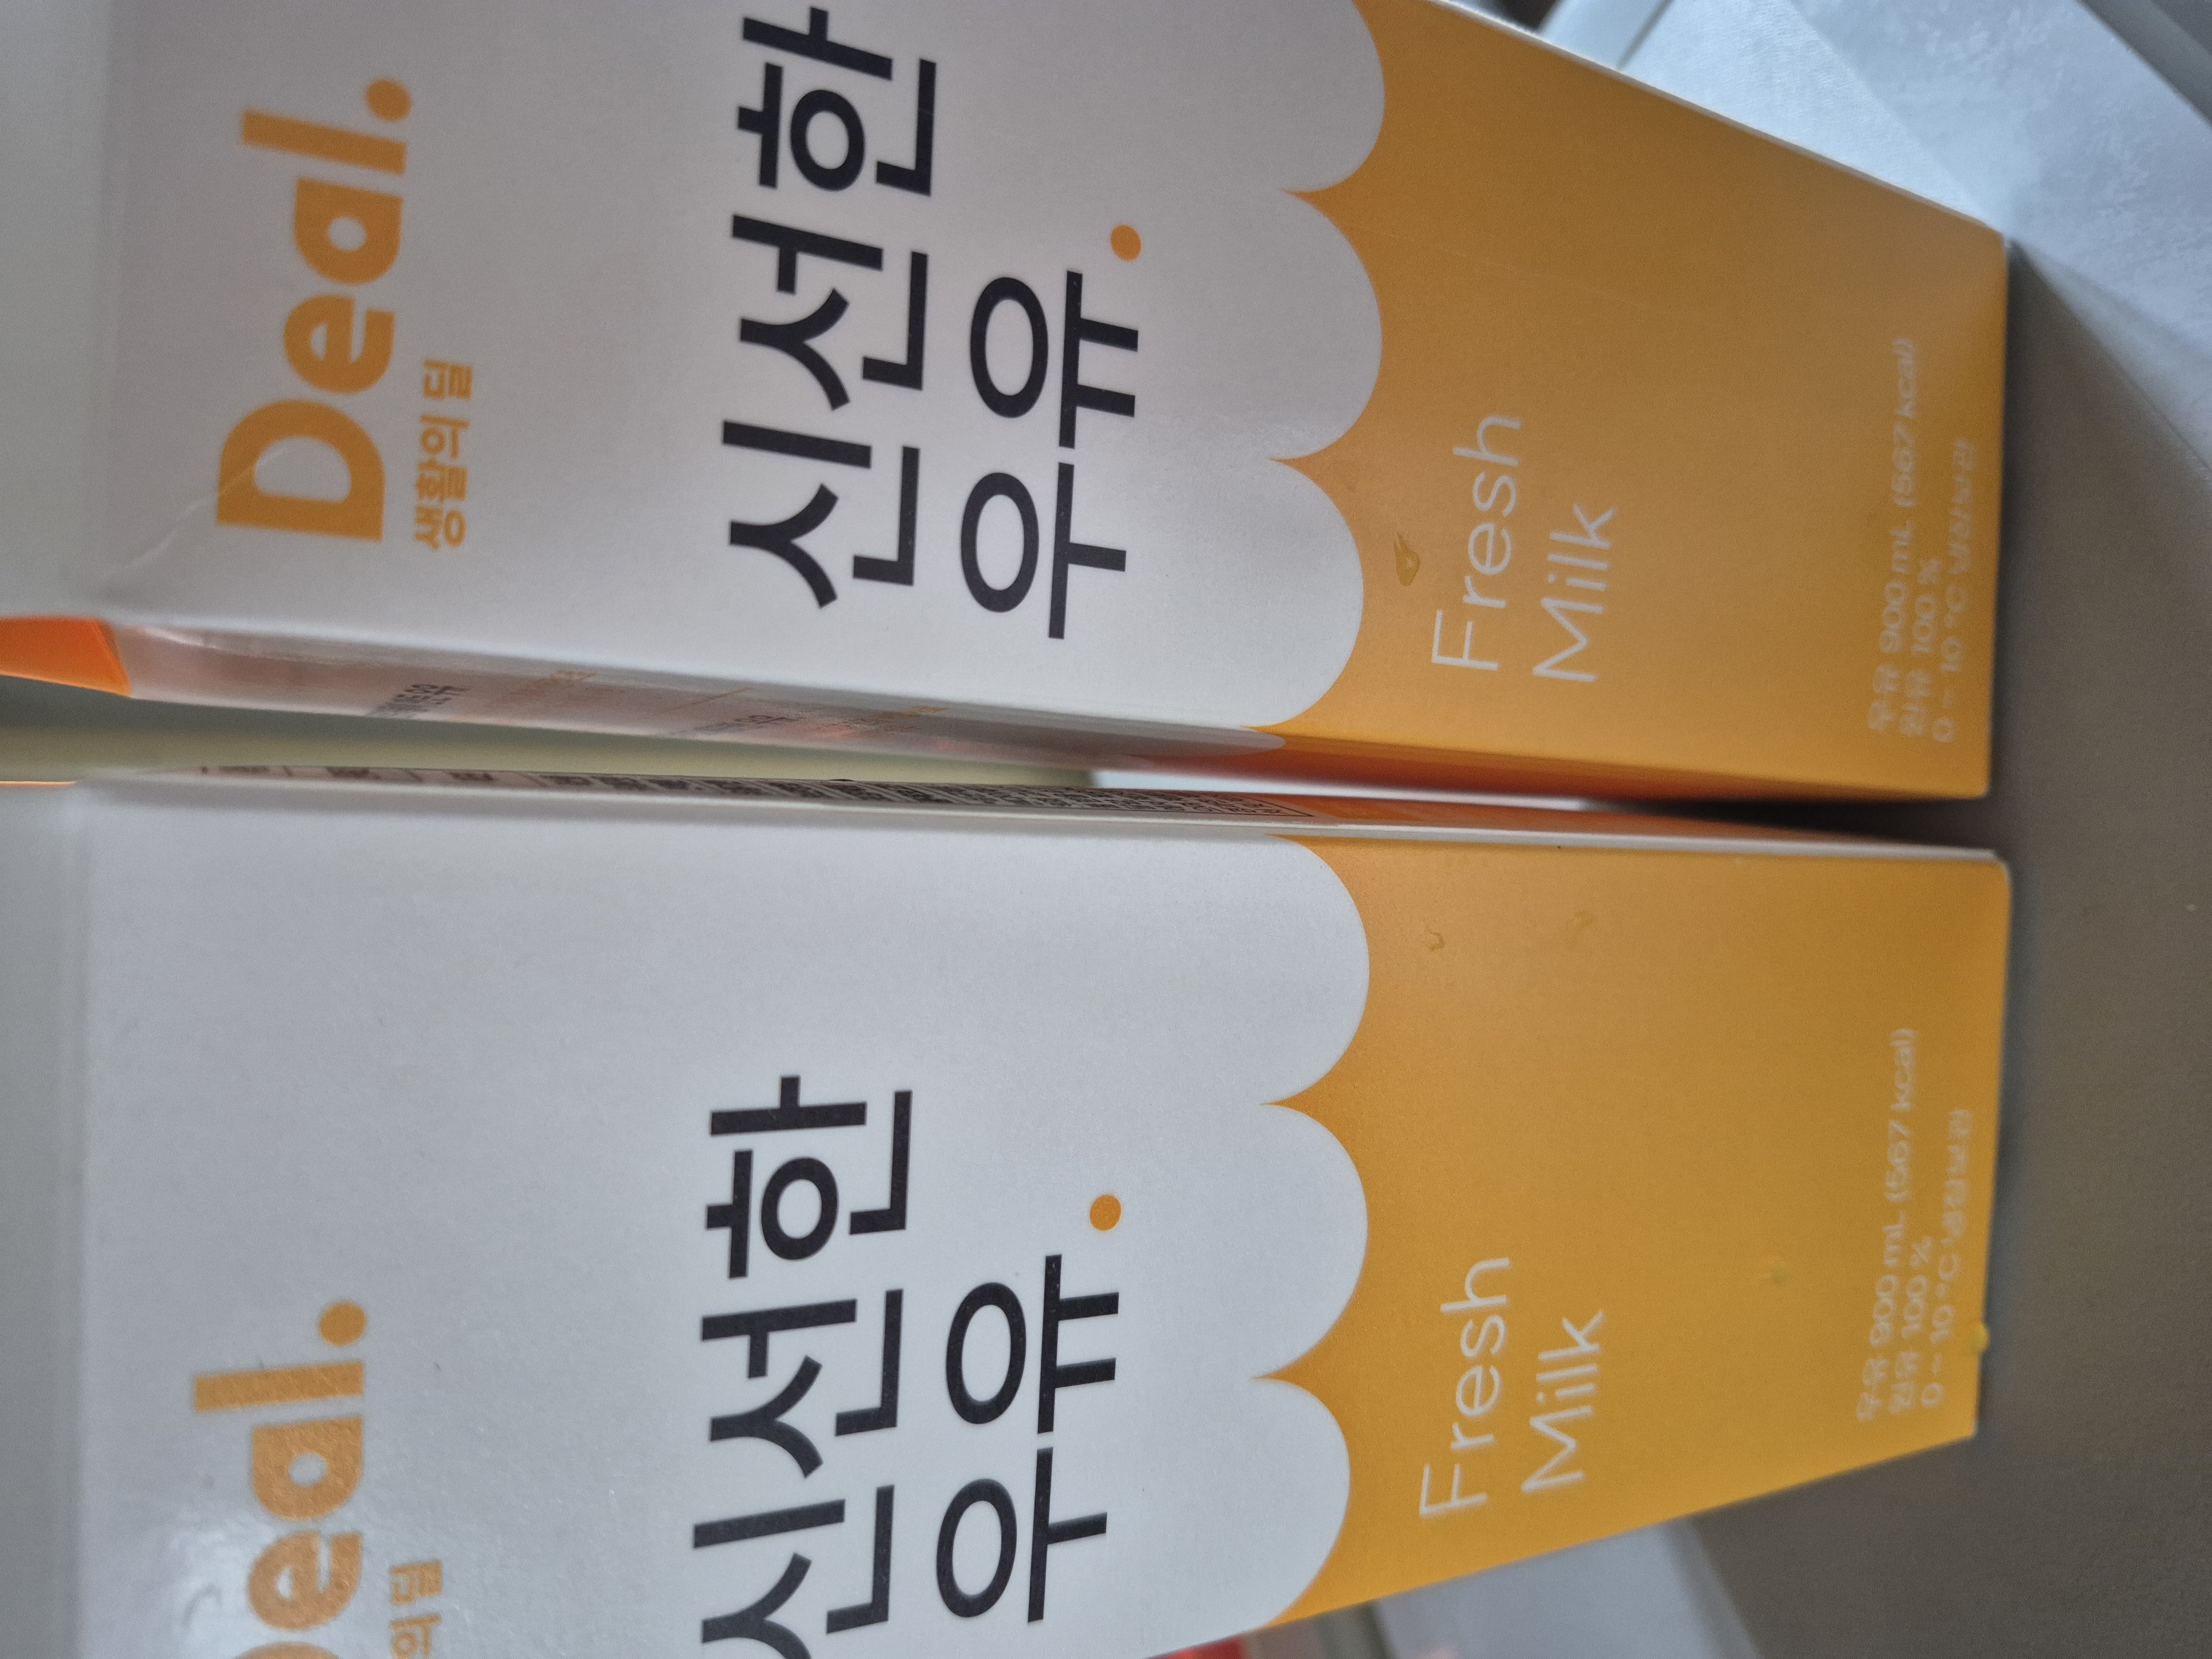 Deal.
생활의 딜
신선한
우유.
Fresh
Milk
우유 900 mL (567 kcal)
원유 100 %
0 ~ 10 °C 냉장보관
Deal.
의 딜
신선한
우유.
Fresh
Milk
우유 900 mL (567 kcal)
원유 100 %
0 ~ 10 °C 냉장보관